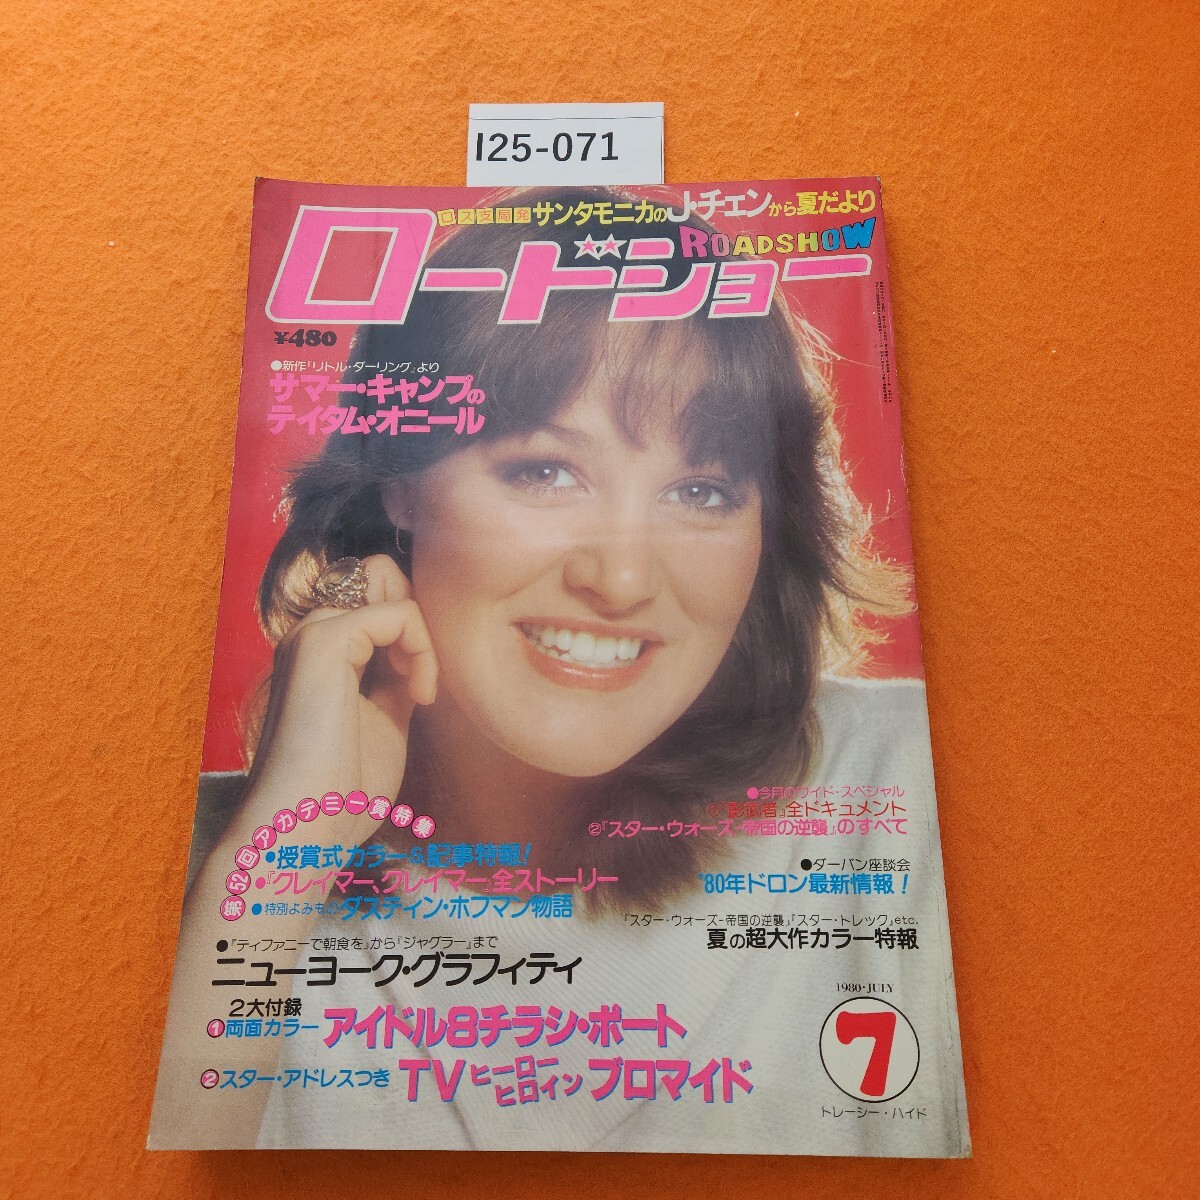 I25-071
ロス支局発 サンタモニカのJ・チェンから夏だより
ロードショー
ROADSHOW
¥480
●新作『リトル・ダーリング』より
サマー・キャンプの
テイタム・オニール
●今月のワイド・スペシャル
①『影武者』全ドキュメント
②『スター・ウォーズ-帝国の逆襲』のすべて
第52回アカデミー賞特集
●授賞式カラー&記事特報!
●『クレイマー、クレイマー』全ストーリー
●特別よみもの ダスティン・ホフマン物語
●ダーバン座談会
'80年ドロン最新情報!
『スター・ウォーズ-帝国の逆襲』『スター・トレック』etc.
夏の超大作カラー特報
●『ティファニーで朝食を』から『ジャグラー』まで
ニューヨーク・グラフィティ
2大付録
①両面カラー アイドル8チラシ・ポート
②スター・アドレスつき TVヒーローヒロインブロマイド
1980・JULY
7
トレーシー・ハイド